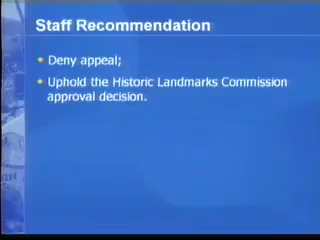 Staff Recommendation
Deny appeal;
Uphold the Historic Landmarks Commission
approval decision.